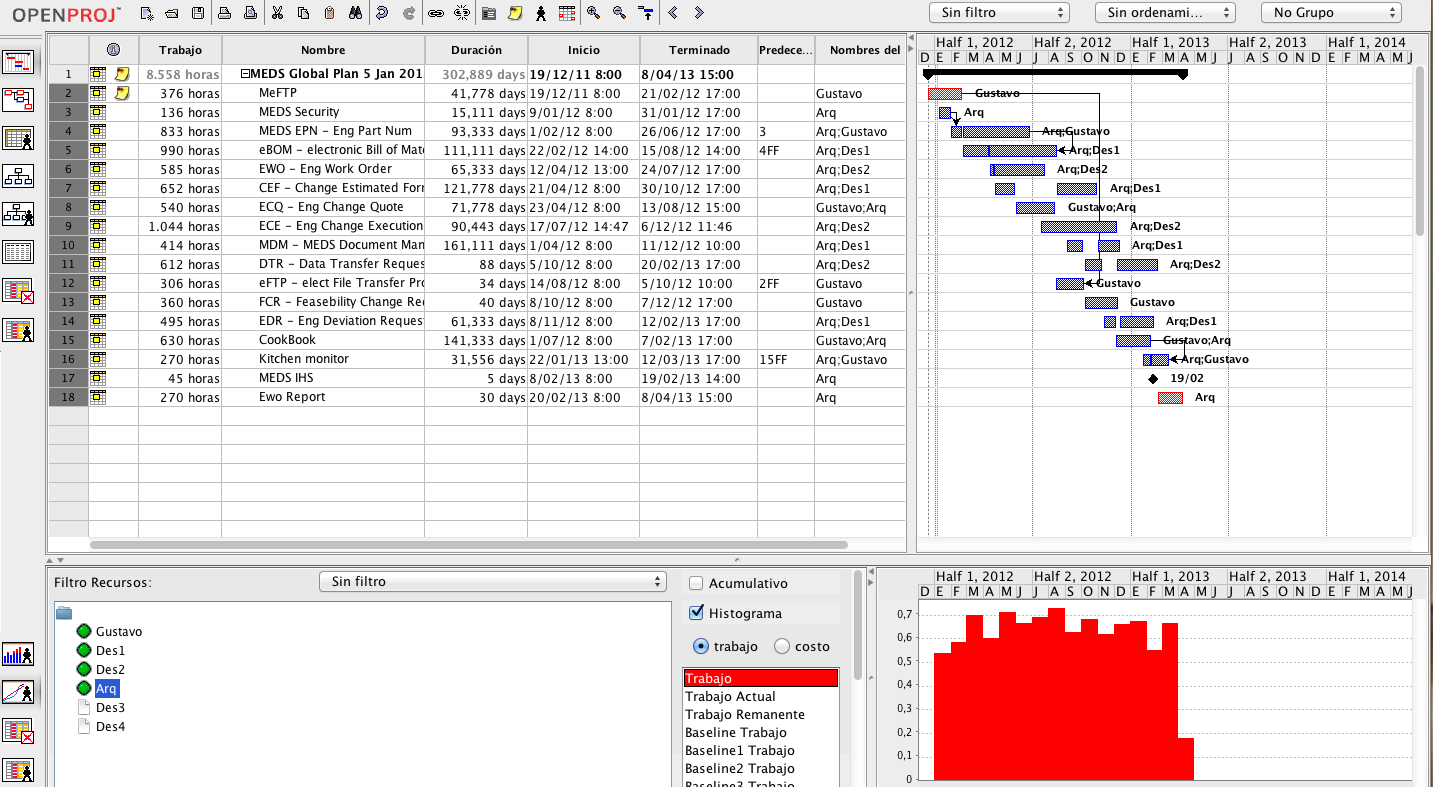 OPENPROJ™
Sin filtro
Sin ordenami...
No Grupo
Trabajo Nombre Duración Inicio Terminado Predece... Nombres del
1 8.558 horas MEDS Global Plan 5 Jan 201 302,889 days 19/12/11 8:00 8/04/13 15:00
2 376 horas MeFTP 41,778 days 19/12/11 8:00 21/02/12 17:00 Gustavo
3 136 horas MEDS Security 15,111 days 9/01/12 8:00 31/01/12 17:00 Arq
4 833 horas MEDS EPN – Eng Part Num 93,333 days 1/02/12 8:00 26/06/12 17:00 3 Arq;Gustavo
5 990 horas eBOM – electronic Bill of Mate 111,111 days 22/02/12 14:00 15/08/12 14:00 4FF Arq;Des1
6 585 horas EWO – Eng Work Order 65,333 days 12/04/12 13:00 24/07/12 17:00 Arq;Des2
7 652 horas CEF – Change Estimated Forr 121,778 days 21/04/12 8:00 30/10/12 17:00 Arq;Des1
8 540 horas ECQ – Eng Change Quote 71,778 days 23/04/12 8:00 13/08/12 15:00 Gustavo;Arq
9 1.044 horas ECE – Eng Change Execution 90,443 days 17/07/12 14:47 6/12/12 11:46 Arq;Des2
10 414 horas MDM – MEDS Document Man 161,111 days 1/04/12 8:00 11/12/12 10:00 Arq;Des1
11 612 horas DTR – Data Transfer Reques 88 days 5/10/12 8:00 20/02/13 17:00 Arq;Des2
12 306 horas eFTP – elect File Transfer Pro 34 days 14/08/12 8:00 5/10/12 10:00 2FF Gustavo
13 360 horas FCR – Feasebility Change Rec 40 days 8/10/12 8:00 7/12/12 17:00 Gustavo
14 495 horas EDR – Eng Deviation Request 61,333 days 8/11/12 8:00 12/02/13 17:00 Arq;Des1
15 630 horas CookBook 141,333 days 1/07/12 8:00 7/02/13 17:00 Gustavo;Arq
16 270 horas Kitchen monitor 31,556 days 22/01/13 13:00 12/03/13 17:00 15FF Arq;Gustavo
17 45 horas MEDS IHS 5 days 8/02/13 8:00 19/02/13 14:00 Arq
18 270 horas Ewo Report 30 days 20/02/13 8:00 8/04/13 15:00 Arq
Half 1, 2012 Half 2, 2012 Half 1, 2013 Half 2, 2013 Half 1, 2014
D E F M A M J J A S O N D E F M A M J J A S O N D E F M A M J
Gustavo
Arq
Arq;Gustavo
Arq;Des1
Arq;Des2
Arq;Des1
Gustavo;Arq
Arq;Des2
Arq;Des1
Arq;Des2
Gustavo
Gustavo
Arq;Des1
Gustavo;Arq
Arq;Gustavo
19/02
Arq
Filtro Recursos:
Sin filtro
Gustavo
Des1
Des2
Arq
Des3
Des4
Acumulativo
Histograma
trabajo costo
Trabajo
Trabajo Actual
Trabajo Remanente
Baseline Trabajo
Baseline1 Trabajo
Baseline2 Trabajo
Baseline3 Trabajo
Half 1, 2012 Half 2, 2012 Half 1, 2013 Half 2, 2013 Half 1, 2014
D E F M A M J J A S O N D E F M A M J J A S O N D E F M A M J
0,7
0,6
0,5
0,4
0,3
0,2
0,1
0